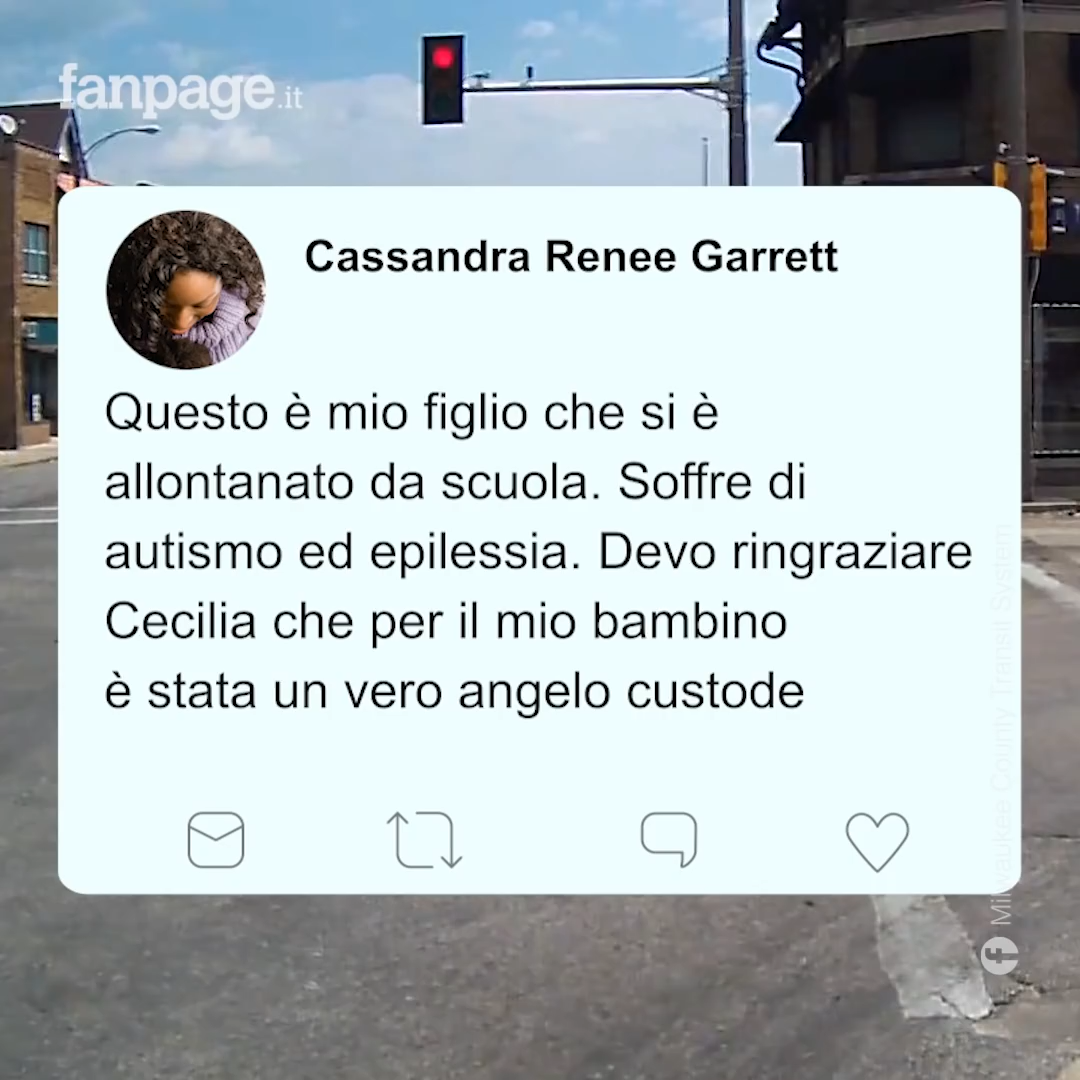 fanpage.it
Cassandra Renee Garrett
Questo è mio figlio che si è
allontanato da scuola. Soffre di
autismo ed epilessia. Devo ringraziare
Cecilia che per il mio bambino
è stata un vero angelo custode
Milwaukee County Transit System